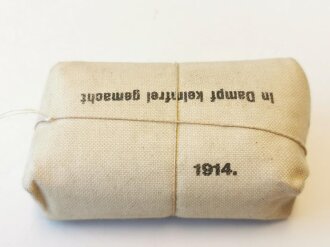 In Dampf keimfrei gemacht
1914.